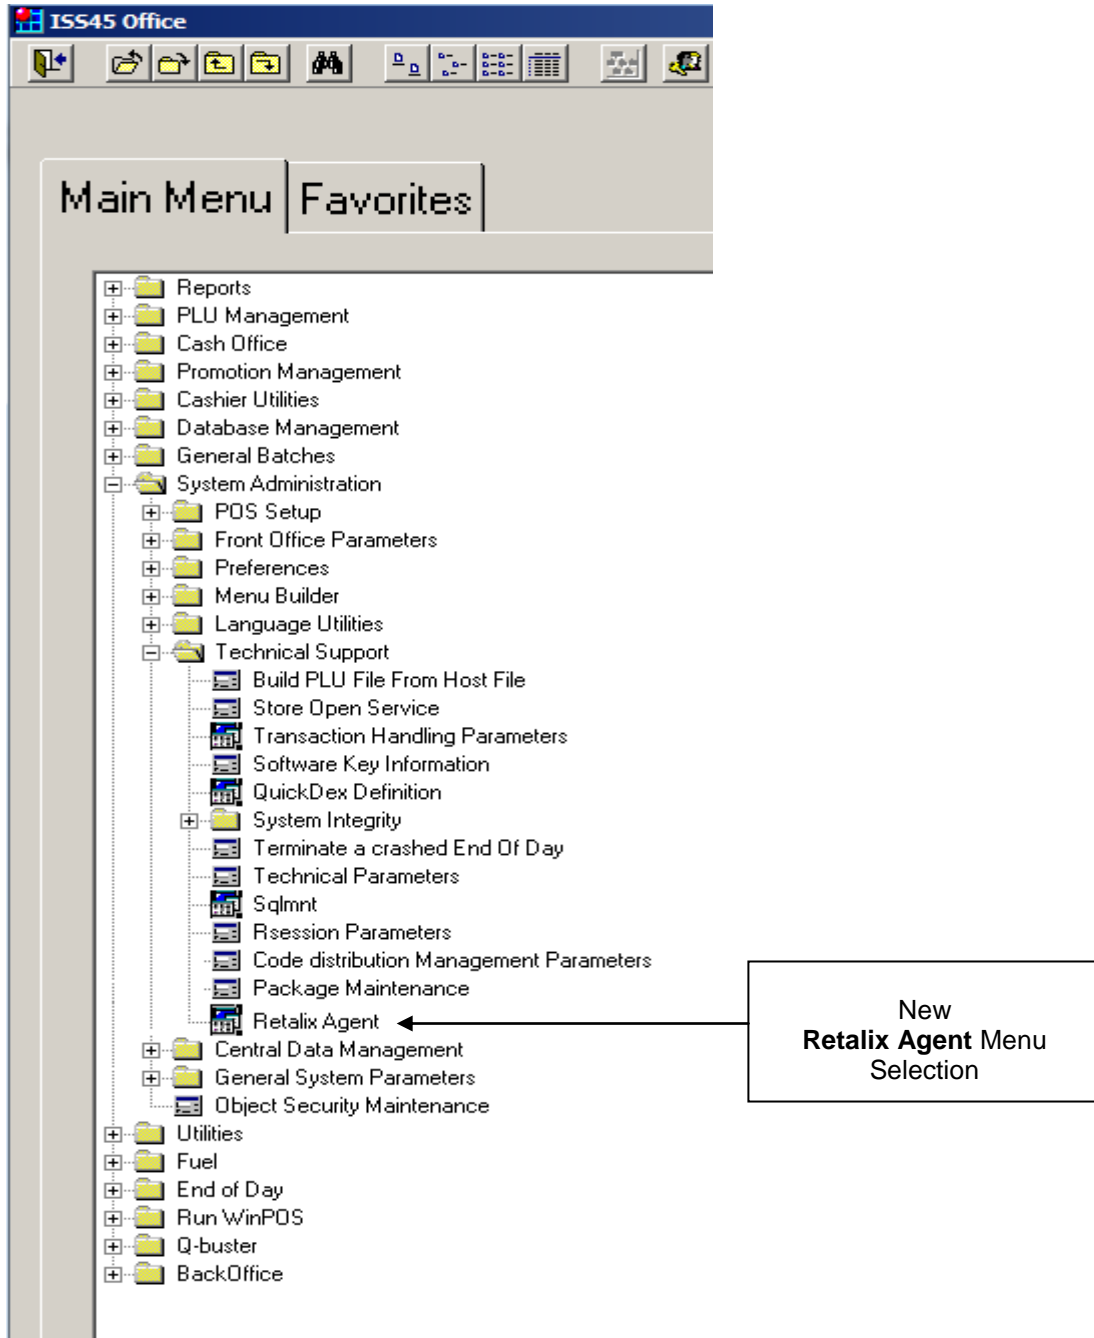 ISS45 Office
Main Menu
Favorites
Reports
PLU Management
Cash Office
Promotion Management
Cashier Utilities
Database Management
General Batches
System Administration
POS Setup
Front Office Parameters
Preferences
Menu Builder
Language Utilities
Technical Support
Build PLU File From Host File
Store Open Service
Transaction Handling Parameters
Software Key Information
QuickDex Definition
System Integrity
Terminate a crashed End Of Day
Technical Parameters
Sqlmnt
Rsession Parameters
Code distribution Management Parameters
Package Maintenance
Retalix Agent
New
Retalix Agent Menu
Selection
Central Data Management
General System Parameters
Object Security Maintenance
Utilities
Fuel
End of Day
Run WinPOS
Q-buster
BackOffice